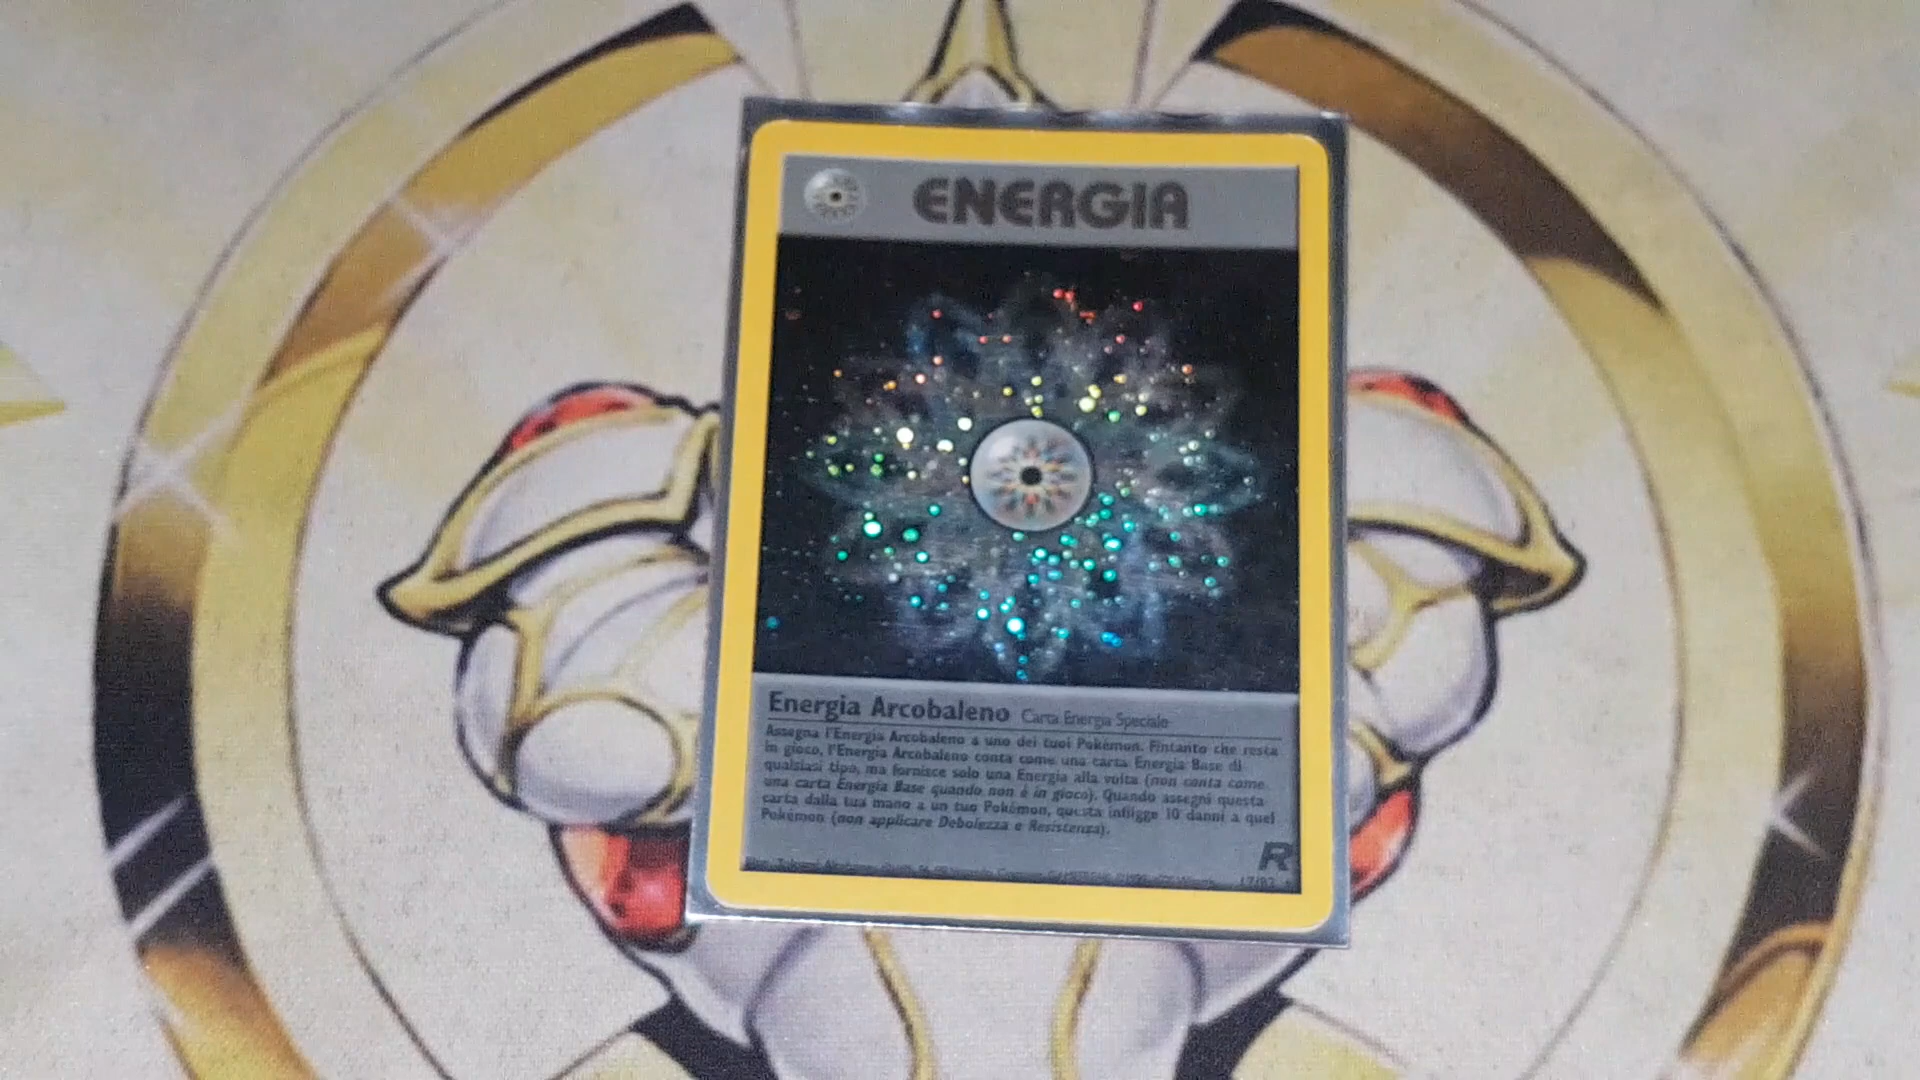 ENERGIA
Energia Arcobaleno Carta Energia Speciale
Assegna l'Energia Arcobaleno a uno dei tuoi Pokémon. Fintanto che resta
in gioco, l'Energia Arcobaleno conta come una carta Energia Base di
qualsiasi tipo, ma fornisce solo una Energia alla volta (non conta come
una carta Energia Base quando non è in gioco). Quando assegni questa
carta dalla tua mano a un tuo Pokémon, questa infligge 10 danni a quel
Pokémon (non applicare Debolezza e Resistenza).
R
17/82